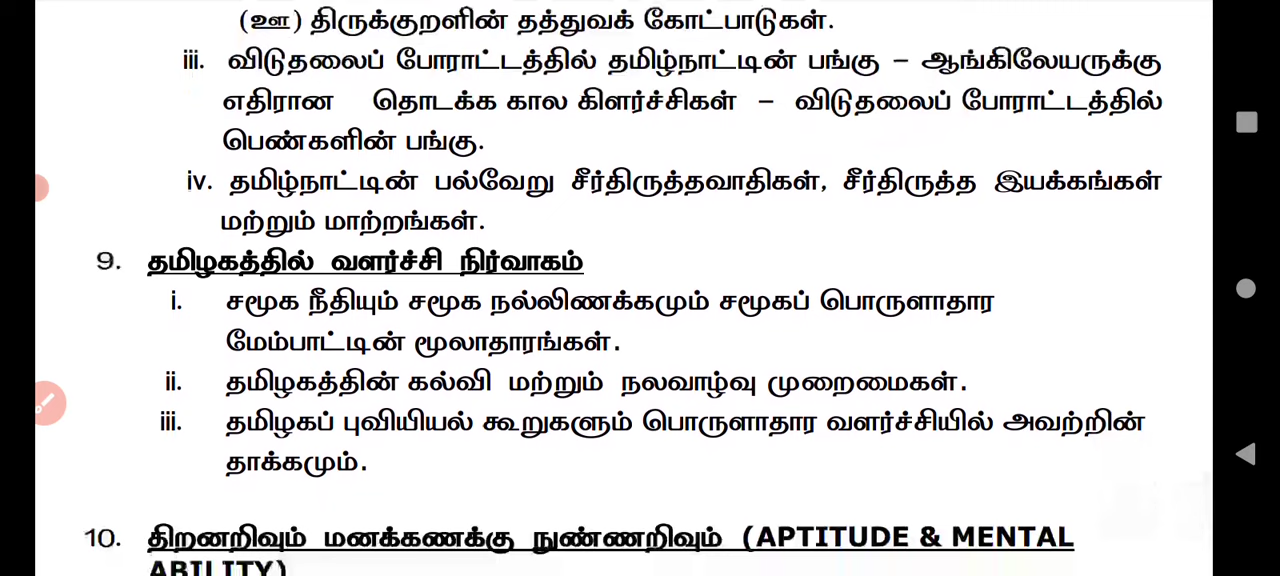 (ஊ) திருக்குறளின் தத்துவக் கோட்பாடுகள்.
iii. விடுதலைப் போராட்டத்தில் தமிழ்நாட்டின் பங்கு – ஆங்கிலேயருக்கு
எதிரான தொடக்க கால கிளர்ச்சிகள் – விடுதலைப் போராட்டத்தில்
பெண்களின் பங்கு.
iv. தமிழ்நாட்டின் பல்வேறு சீர்திருத்தவாதிகள், சீர்திருத்த இயக்கங்கள்
மற்றும் மாற்றங்கள்.
9. தமிழகத்தில் வளர்ச்சி நிர்வாகம்
i. சமூக நீதியும் சமூக நல்லிணக்கமும் சமூகப் பொருளாதார
மேம்பாட்டின் மூலாதாரங்கள்.
ii. தமிழகத்தின் கல்வி மற்றும் நலவாழ்வு முறைமைகள்.
iii. தமிழகப் புவியியல் கூறுகளும் பொருளாதார வளர்ச்சியில் அவற்றின்
தாக்கமும்.
10. திறனறிவும் மனக்கணக்கு நுண்ணறிவும் (APTITUDE & MENTAL
ABILITY)